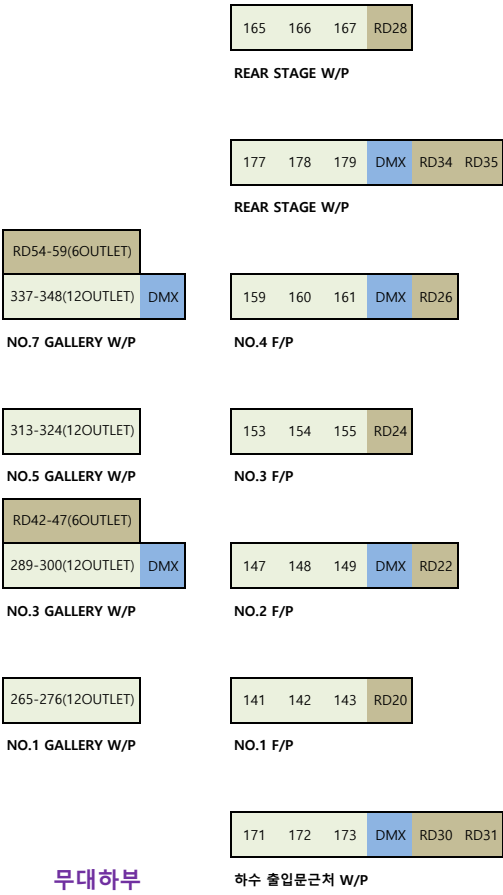 165 166 167 RD28
REAR STAGE W/P
177 178 179 DMX RD34 RD35
REAR STAGE W/P
RD54-59(6OUTLET)
337-348(12OUTLET) DMX
NO.7 GALLERY W/P
159 160 161 DMX RD26
NO.4 F/P
313-324(12OUTLET)
NO.5 GALLERY W/P
153 154 155 RD24
NO.3 F/P
RD42-47(6OUTLET)
289-300(12OUTLET) DMX
NO.3 GALLERY W/P
147 148 149 DMX RD22
NO.2 F/P
265-276(12OUTLET)
NO.1 GALLERY W/P
141 142 143 RD20
NO.1 F/P
171 172 173 DMX RD30 RD31
하수 출입문근처 W/P
무대하부